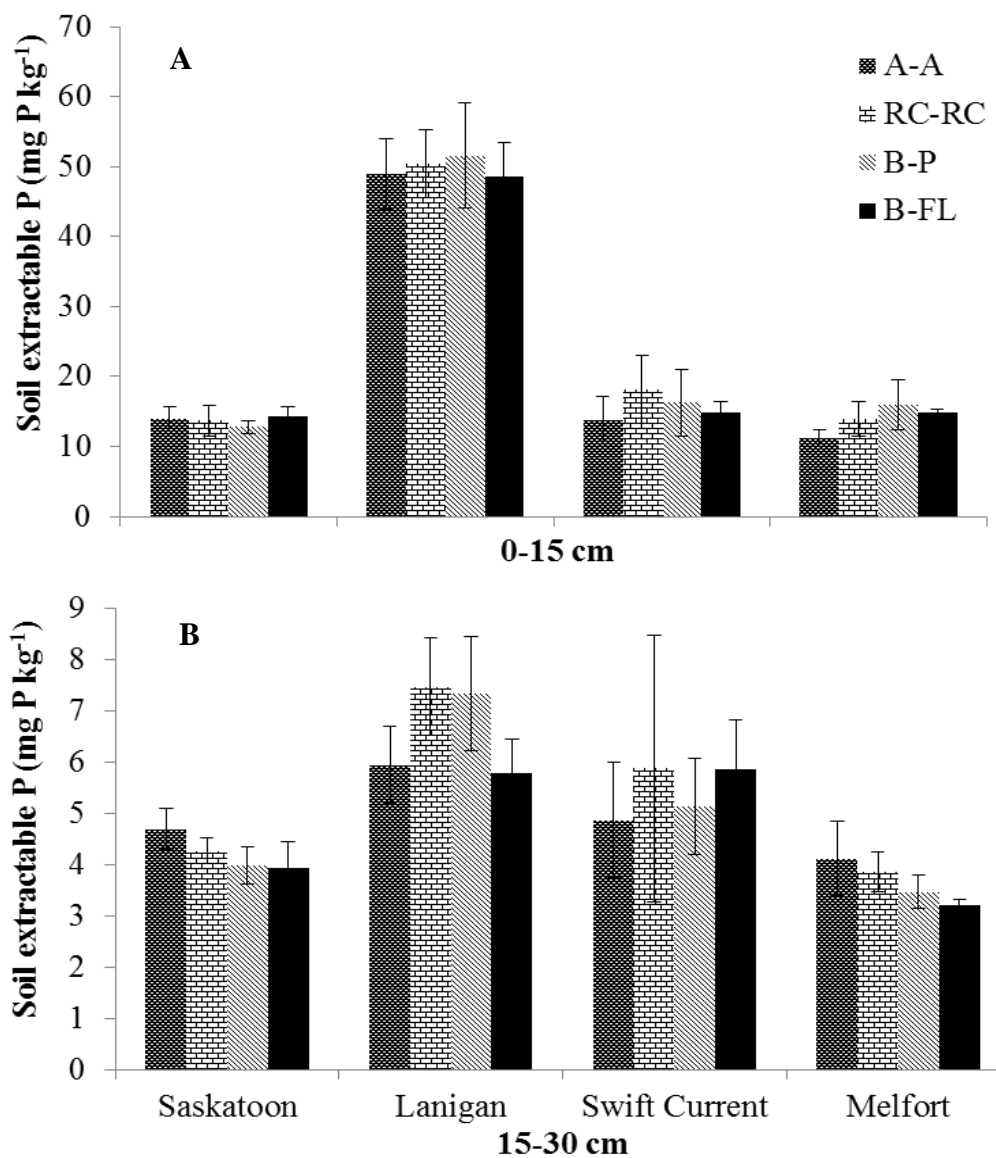 Soil extractable P (mg P kg⁻¹)
70
60
50
40
30
20
10
0
A
A-A
RC-RC
B-P
B-FL
0-15 cm
Soil extractable P (mg P kg⁻¹)
9
8
7
6
5
4
3
2
1
0
B
Saskatoon Lanigan Swift Current Melfort
15-30 cm